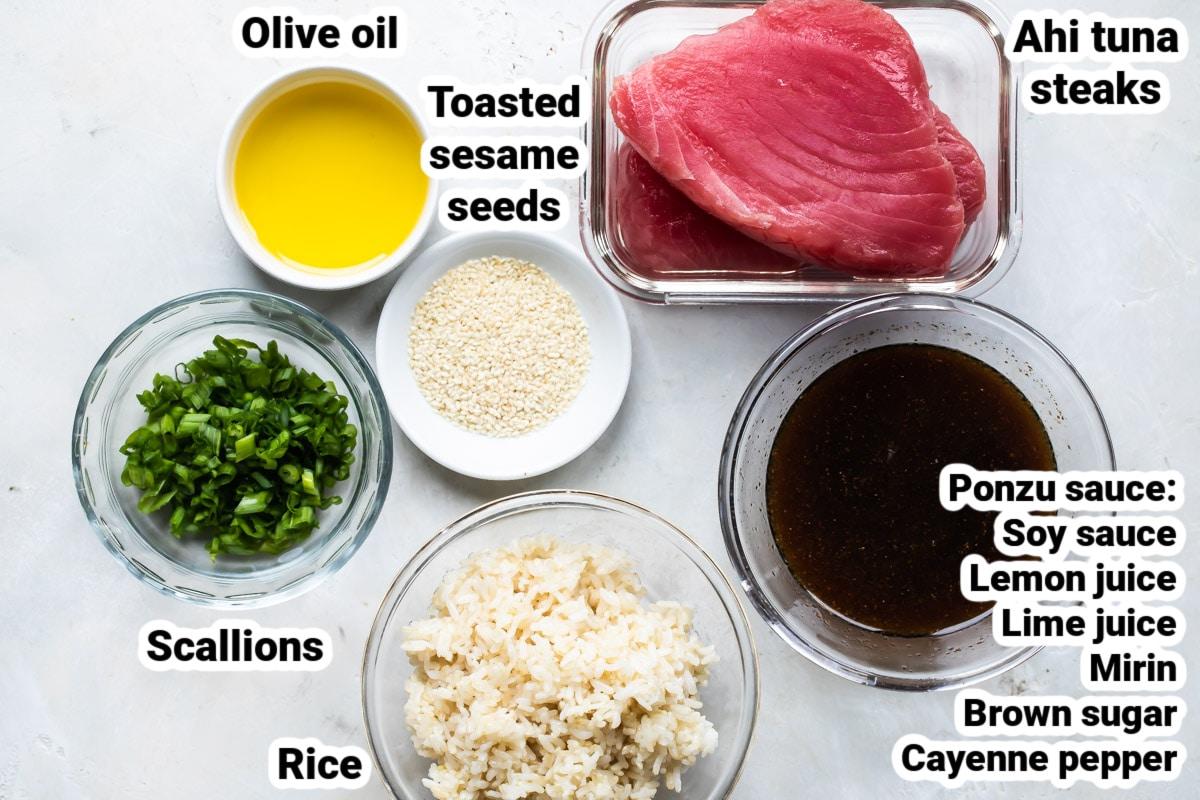 Olive oil
Toasted
sesame
seeds
Ahi tuna
steaks
Scallions
Rice
Ponzu sauce:
Soy sauce
Lemon juice
Lime juice
Mirin
Brown sugar
Cayenne pepper